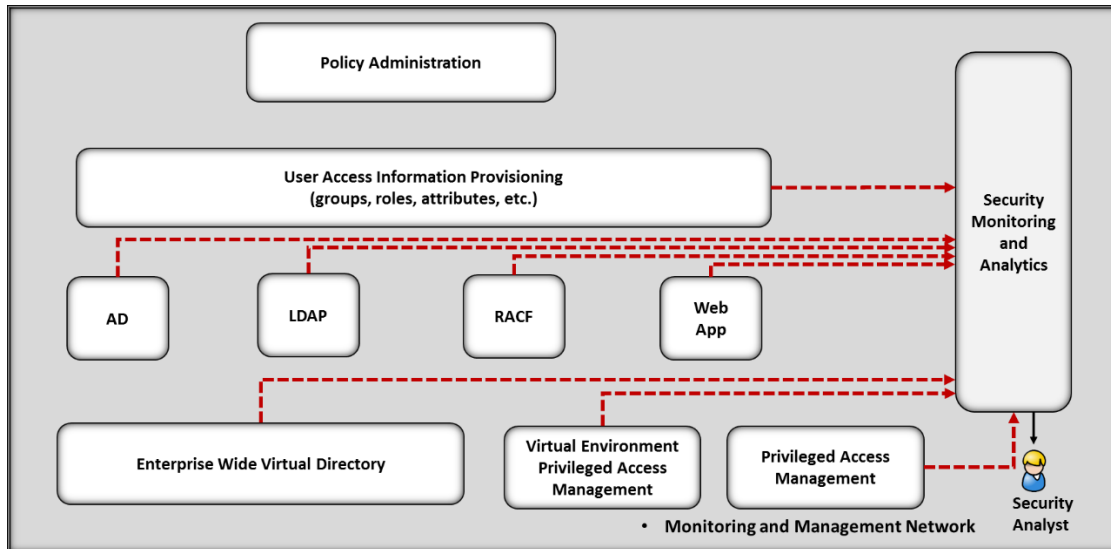 Policy Administration
User Access Information Provisioning
(groups, roles, attributes, etc.)
Security
Monitoring
and
Analytics
AD
LDAP
RACF
Web
App
Enterprise Wide Virtual Directory
Virtual Environment
Privileged Access
Management
Privileged Access
Management
Security
Analyst
• Monitoring and Management Network